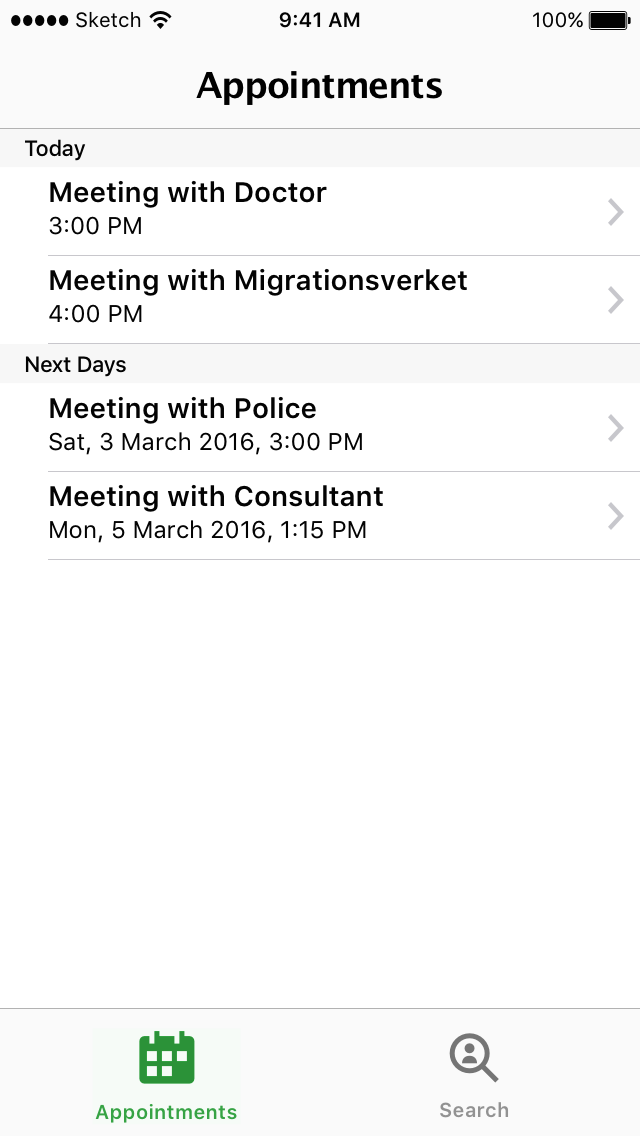 Sketch 9:41 AM 100%
Appointments
Today
Meeting with Doctor
3:00 PM
Meeting with Migrationsverket
4:00 PM
Next Days
Meeting with Police
Sat, 3 March 2016, 3:00 PM
Meeting with Consultant
Mon, 5 March 2016, 1:15 PM
Appointments Search